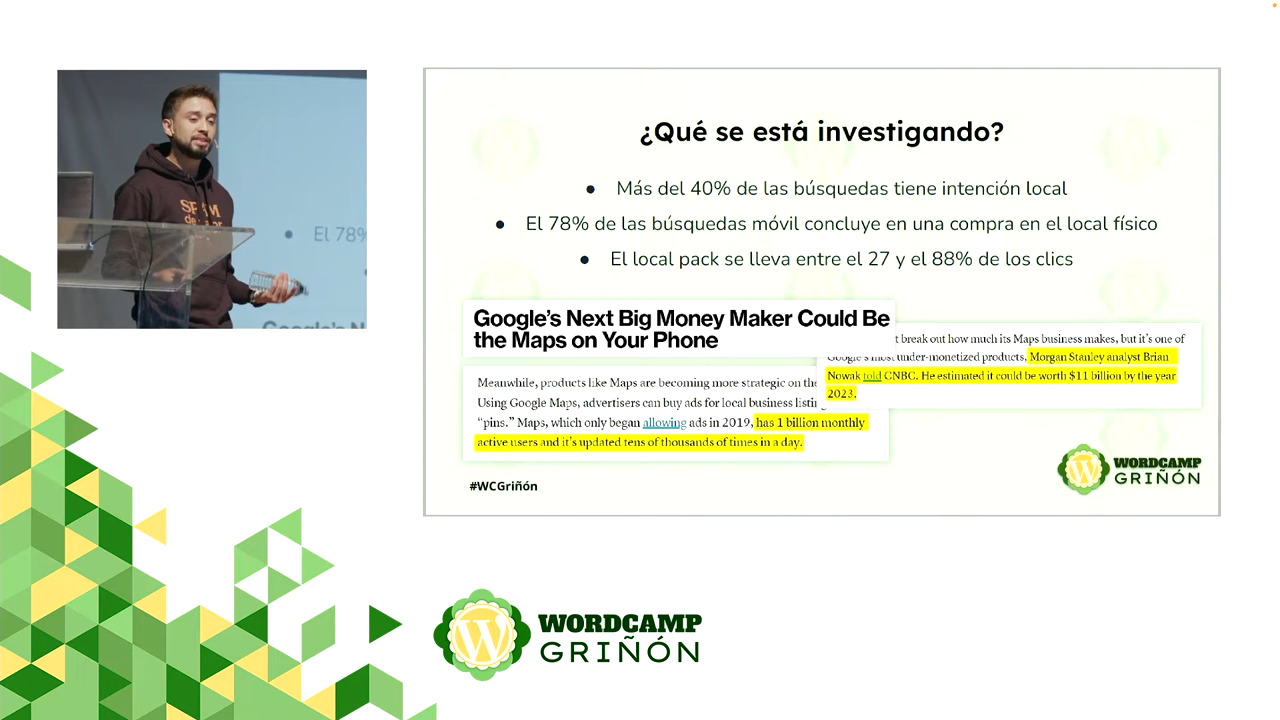 SPAM
El 78%
¿Qué se está investigando?
● Más del 40% de las búsquedas tiene intención local
● El 78% de las búsquedas móvil concluye en una compra en el local físico
● El local pack se lleva entre el 27 y el 88% de los clics
Google's Next Big Money Maker Could Be
the Maps on Your Phone
break out how much its Maps business makes, but it's one of
Google's most under-monetized products, Morgan Stanley analyst Brian
Nowak told CNBC. He estimated it could be worth $11 billion by the year
2023.
Meanwhile, products like Maps are becoming more strategic on the
Using Google Maps, advertisers can buy ads for local business
“pins.” Maps, which only began allowing ads in 2019, has 1 billion monthly
active users and it's updated tens of thousands of times in a day.
#WCGriñón
WORDCAMP
GRIÑÓN
WORDCAMP
GRIÑÓN